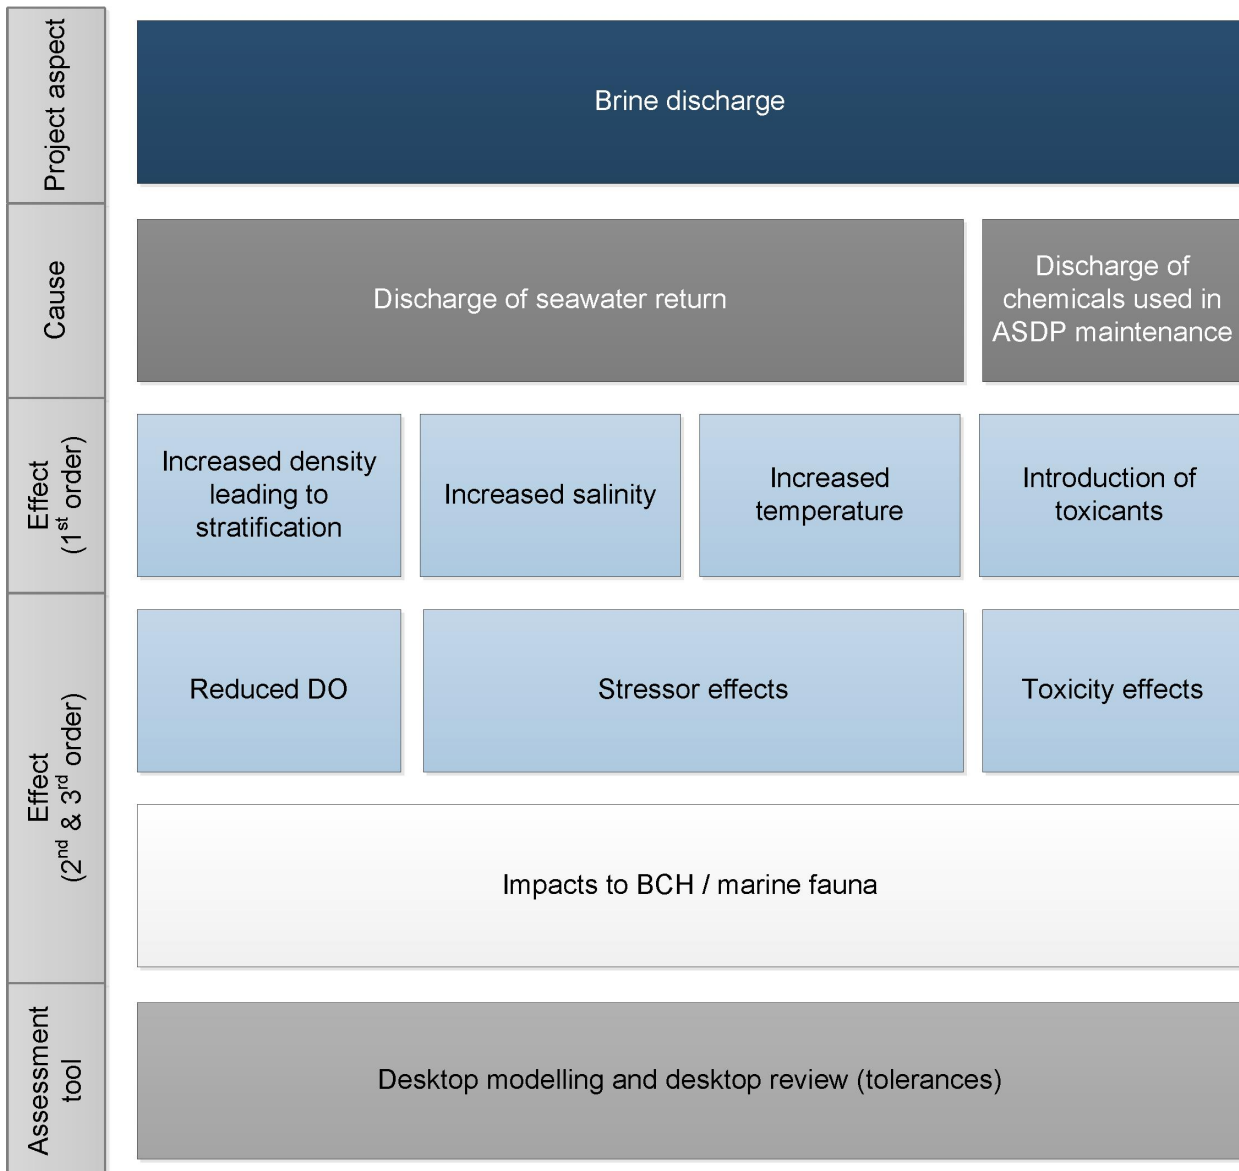 Project aspect
Brine discharge
Cause
Discharge of seawater return
Discharge of
chemicals used in
ASDP maintenance
Effect
(1st order)
Increased density
leading to
stratification
Increased salinity
Increased
temperature
Introduction of
toxicants
Effect
(2nd & 3rd order)
Reduced DO
Stressor effects
Toxicity effects
Impacts to BCH / marine fauna
Assessment
tool
Desktop modelling and desktop review (tolerances)